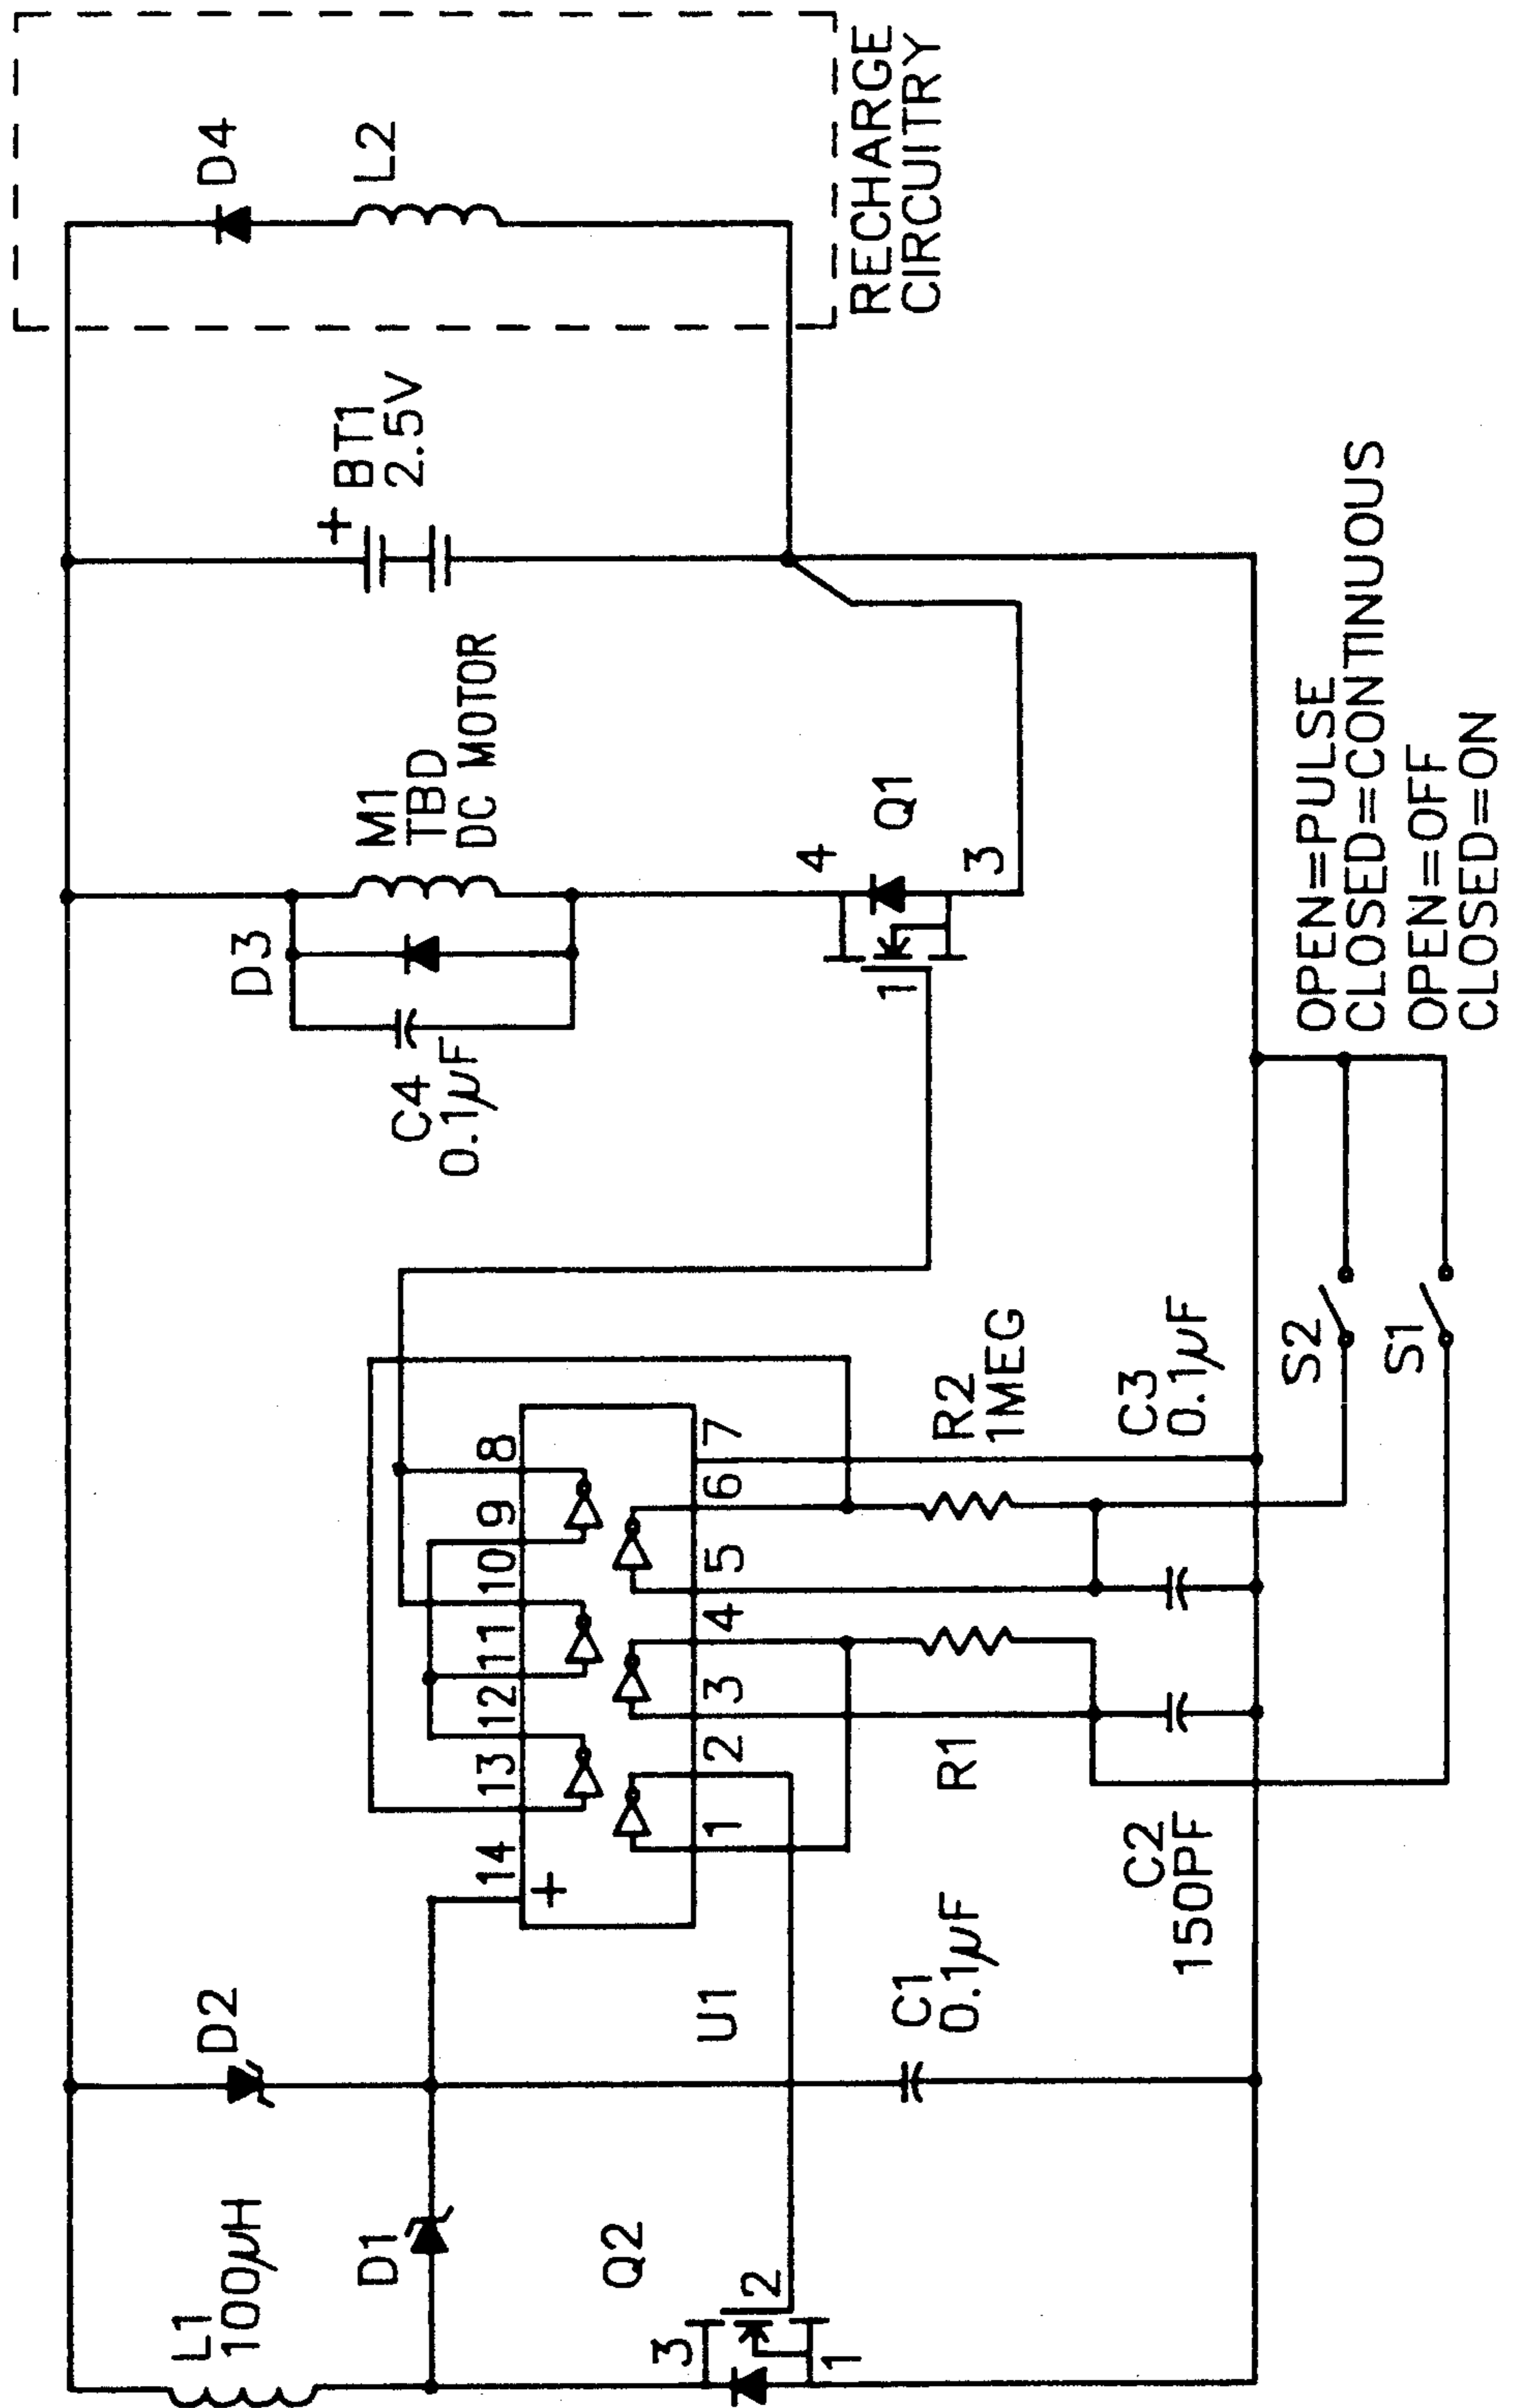 L1
100µH
D2
D1
Q2
3
2
1
U1
C1
0.1µF
14
13
12
11
10
9
8
+
1
2
3
4
5
6
7
R1
R2
1MEG
C2
150PF
C3
0.1µF
S2
S1
D3
C4
0.1µF
M1
TBD
DC MOTOR
4
1
3
Q1
+
BT1
2.5V
D4
L2
RECHARGE
CIRCUITRY
OPEN=PULSE
CLOSED=CONTINUOUS
OPEN=OFF
CLOSED=ON